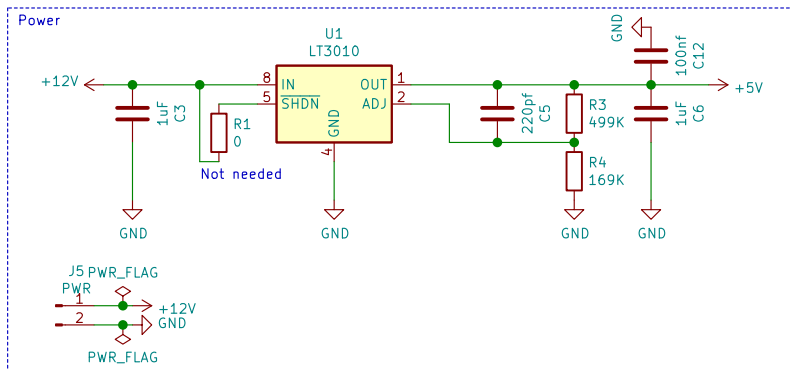 Power
U1
LT3010
GND
100nf
C12
+12V
8
IN
OUT
1
+5V
5
SHDN
ADJ
2
GND
4
1uF
C3
R1
0
Not needed
220pf
C5
R3
499K
1uF
C6
R4
169K
GND
GND
GND
GND
J5
PWR_FLAG
PWR
1
+12V
2
GND
PWR_FLAG